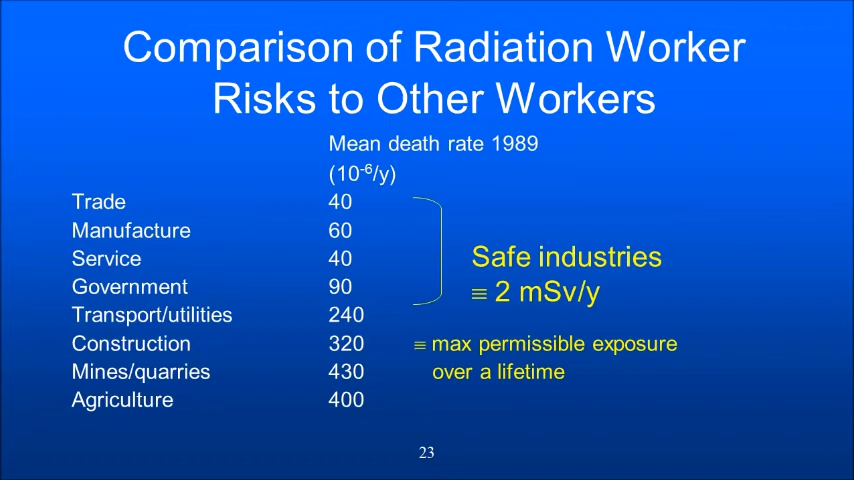 Comparison of Radiation Worker
Risks to Other Workers
Mean death rate 1989
(10⁻⁶/y)
Trade 40
Manufacture 60
Service 40
Government 90
Safe industries
≡ 2 mSv/y
Transport/utilities 240
Construction 320 ≡ max permissible exposure
Mines/quarries 430 over a lifetime
Agriculture 400
23